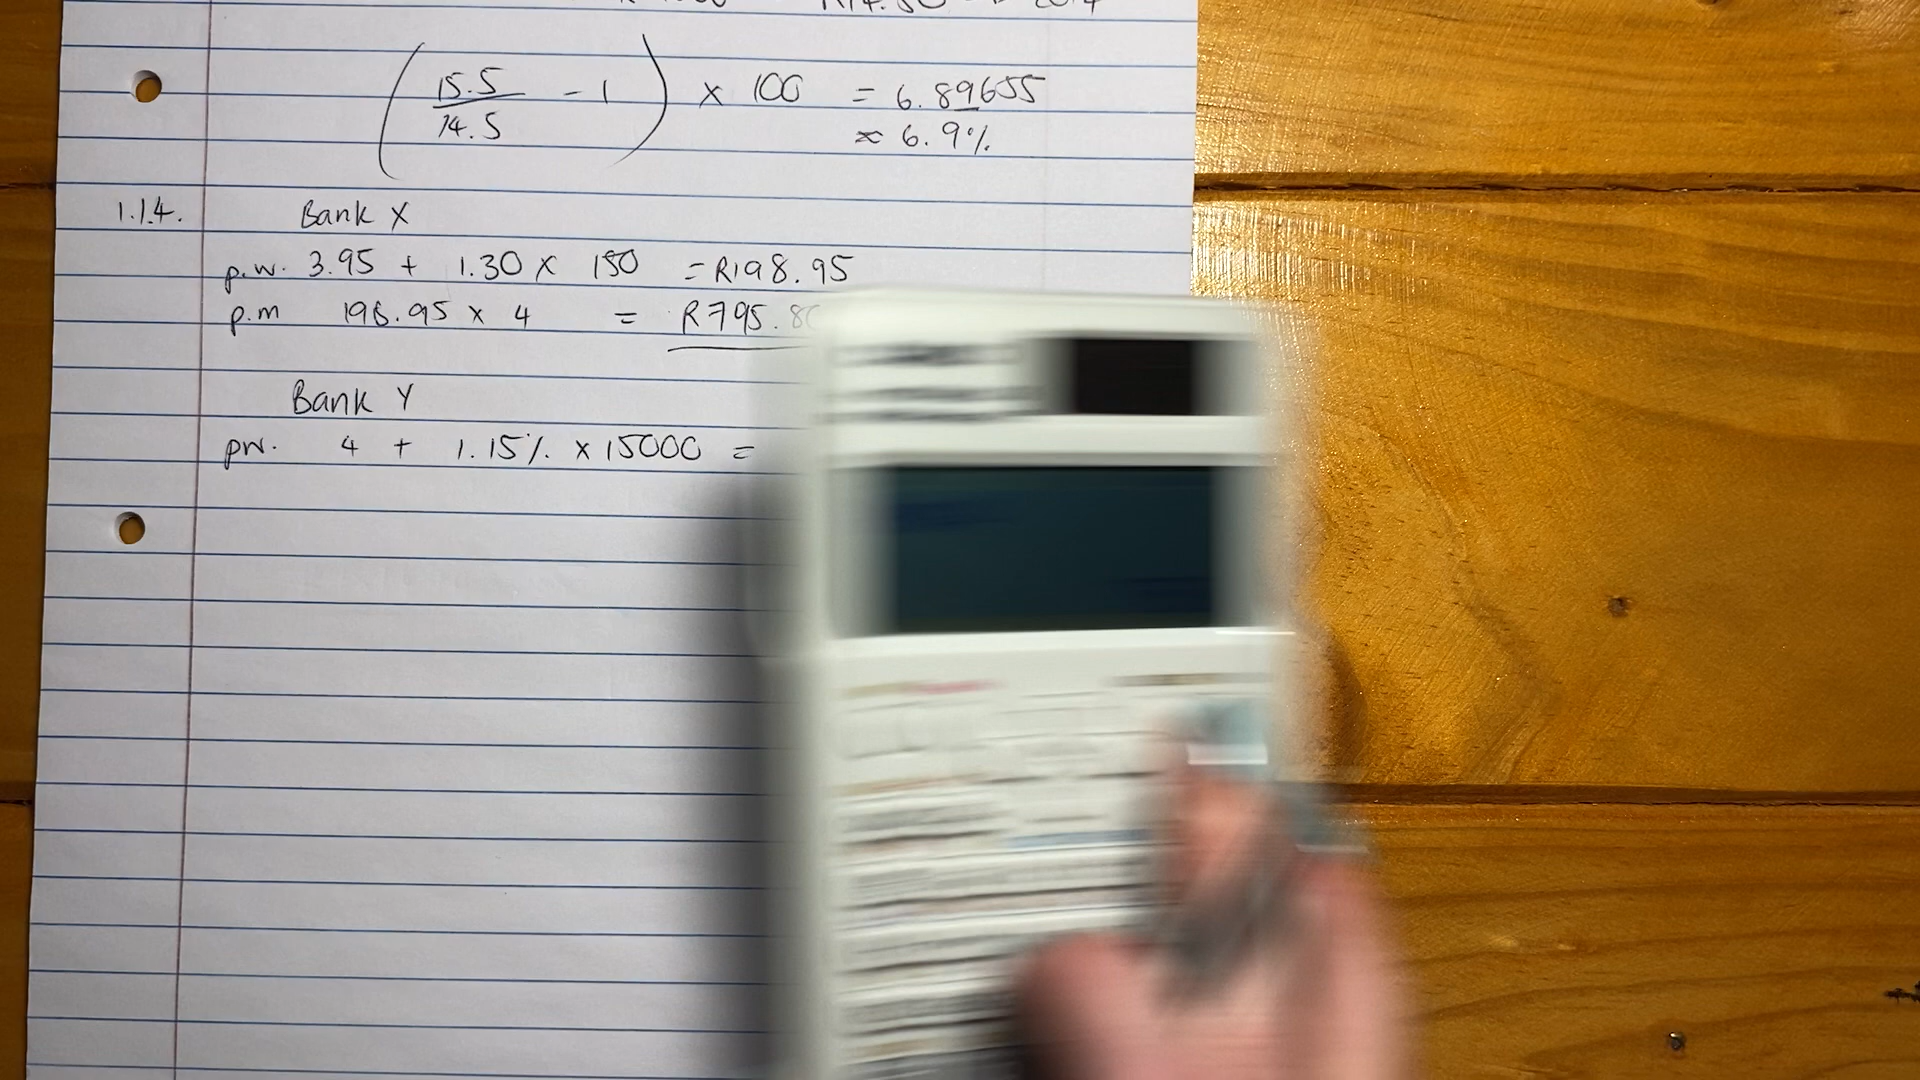 ( 15.5 / 14.5 - 1 ) × 100 = 6.89655
≈ 6.9%
1.1.4. Bank X
p.w. 3.95 + 1.30 × 150 = R198.95
p.m 198.95 × 4 = R795.80
Bank Y
pw. 4 + 1.15% × 15000 =